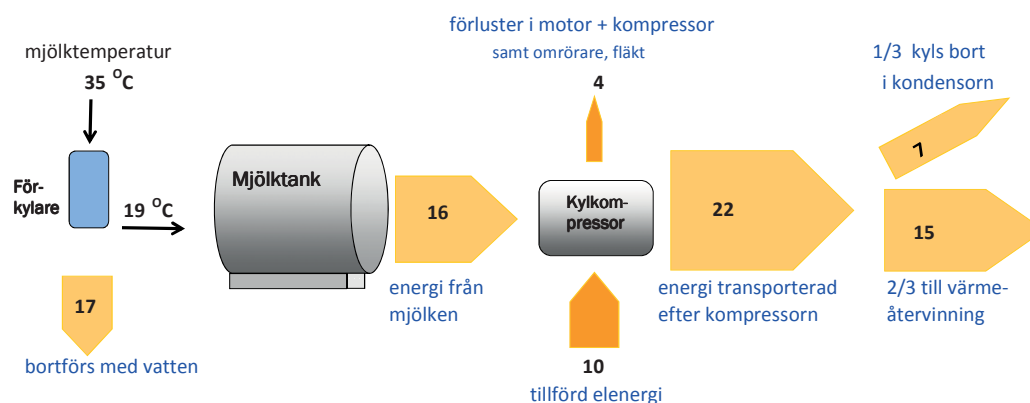 mjölktemperatur
35 °C
För-
kylare
19 °C
17
bortförs med vatten
Mjölktank
16
energi från
mjölken
förluster i motor + kompressor
samt omrörare, fläkt
4
Kylkom-
pressor
10
tillförd elenergi
22
energi transporterad
efter kompressorn
1/3 kyls bort
i kondensorn
7
15
2/3 till värme-
återvinning